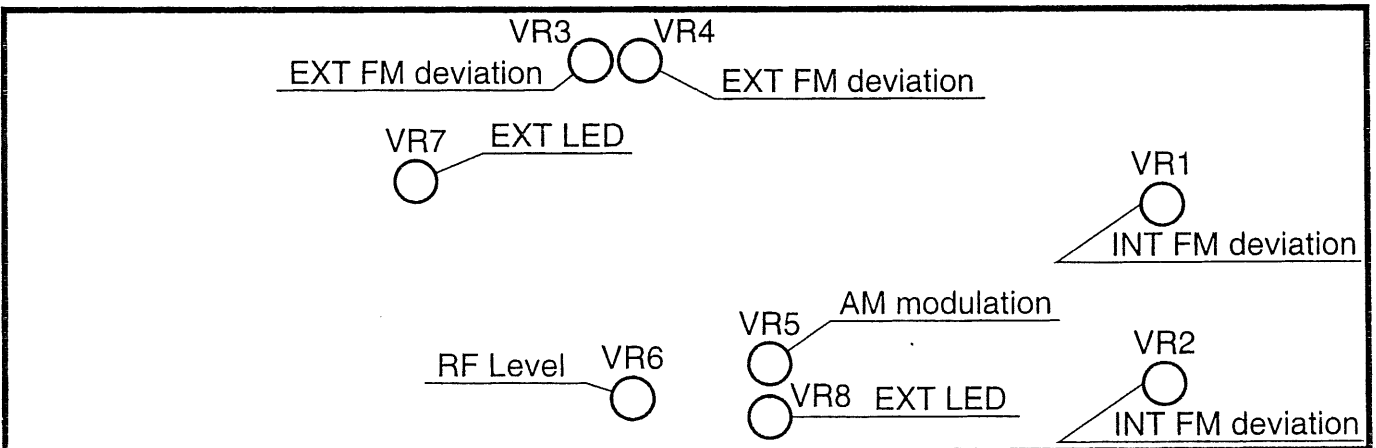 VR3 VR4
EXT FM deviation
EXT FM deviation
VR7 EXT LED
VR1
INT FM deviation
AM modulation
VR5
VR2
RF Level VR6
VR8 EXT LED
INT FM deviation